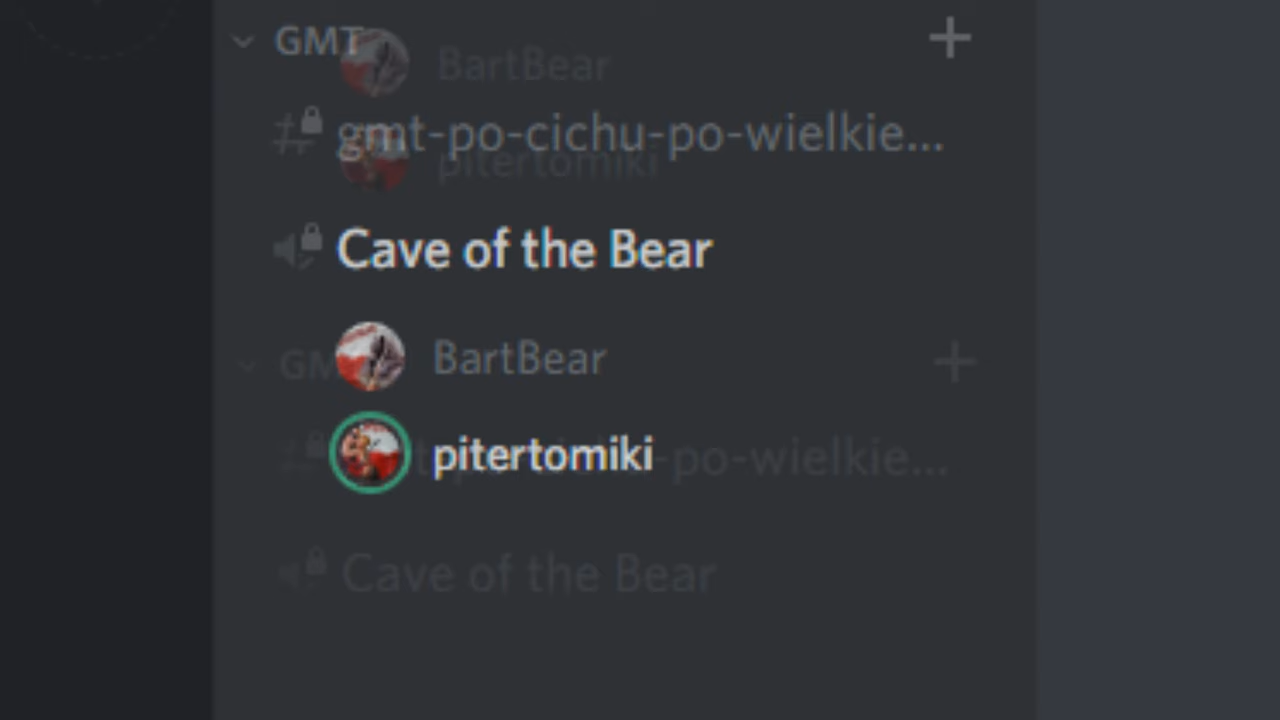 GMT
BartBear
gmt-po-cichu-po-wielkie...
pitertomiki
Cave of the Bear
BartBear
GM
pitertomiki
-po-wielkie...
Cave of the Bear